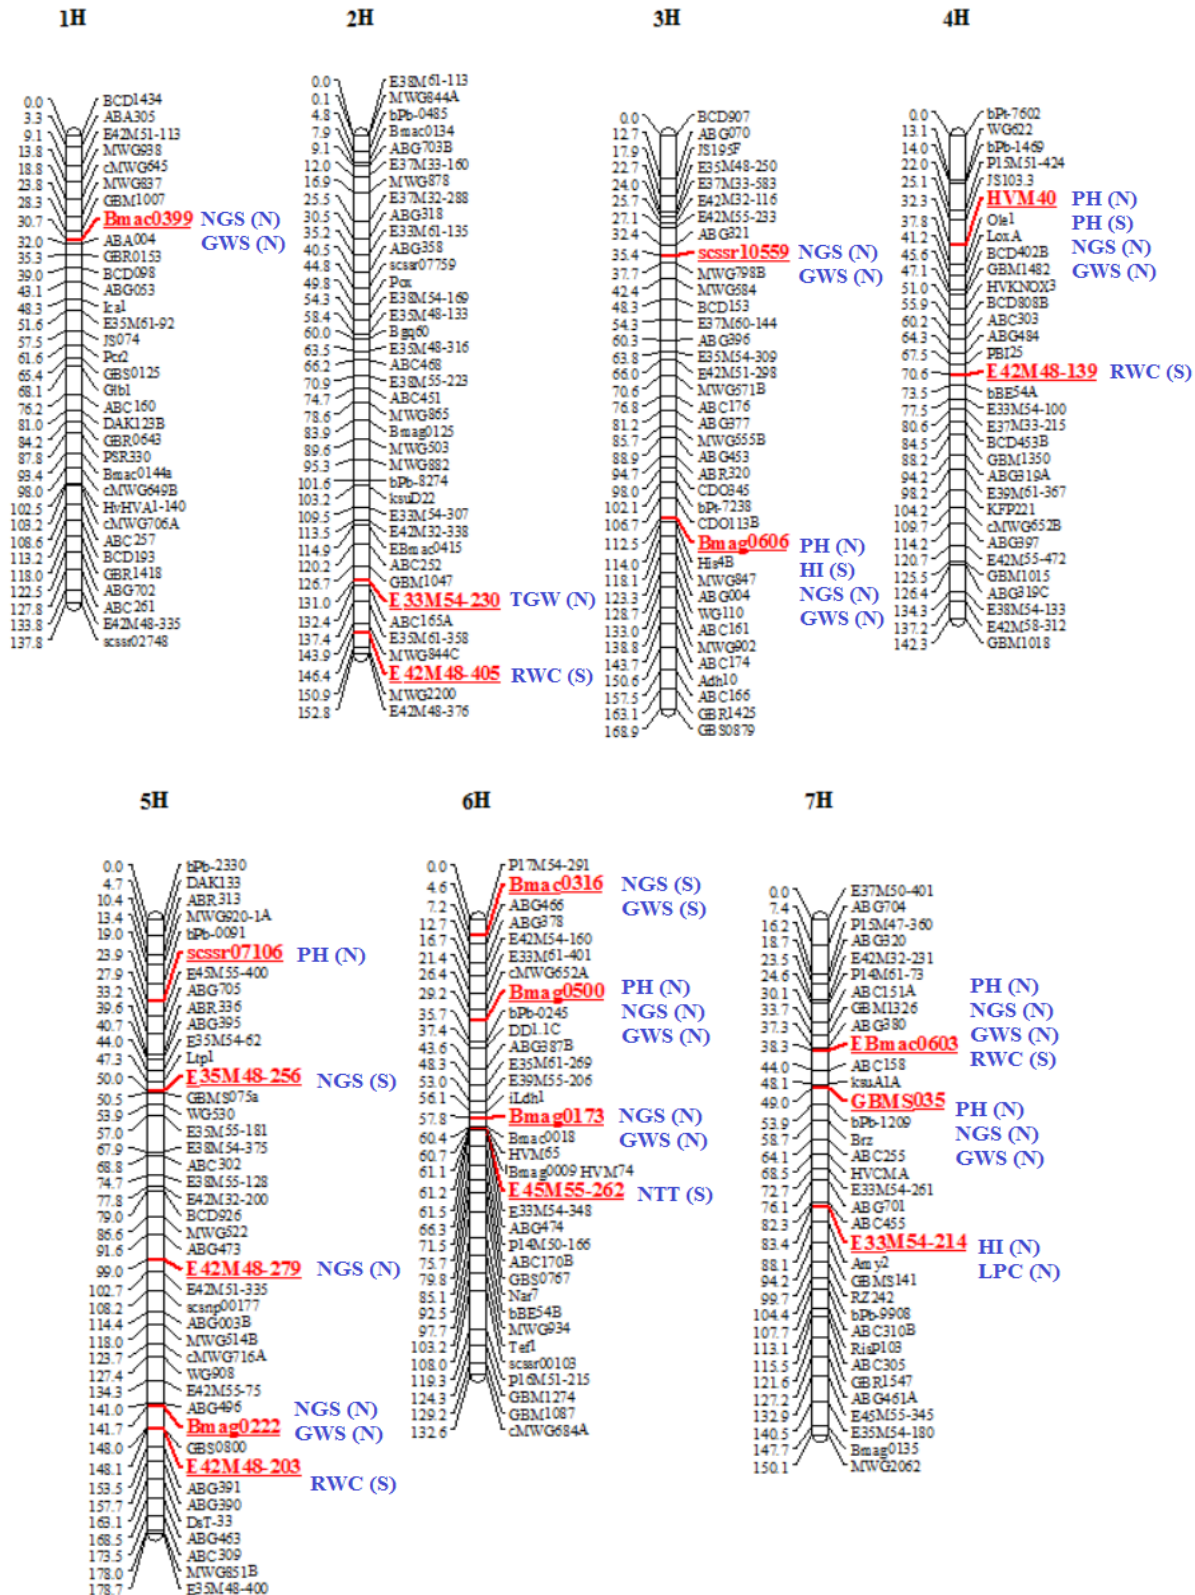 1H
0.0 BCD1434
3.3 ABA305
9.1 E42M51-113
13.8 MWG938
18.8 cMWG645
23.8 MWG837
28.3 GBM1007
30.7 Bmac0399 NGS (N)
GWS (N)
32.0 ABA004
35.3 GBR0153
39.0 BCD098
43.1 ABG053
48.3 Ica1
51.6 E35M61-92
57.5 JS074
61.6 Pcr2
65.4 GBS0125
68.1 Glb1
76.2 ABC160
81.0 DAK123B
84.2 GBR0643
87.8 PSR330
93.4 Bmac0144a
98.0 cMWG649B
102.5 HvHVA1-140
103.2 cMWG706A
108.6 ABC257
113.2 BCD193
118.0 GBR1418
122.5 ABG702
127.8 ABC261
133.8 E42M48-335
137.8 scssr02748
2H
0.0 E38M61-113
0.1 MWG844A
4.8 bPb-0485
7.9 Bmac0134
9.1 ABG703B
12.0 E37M33-160
16.9 MWG878
25.5 E37M32-288
30.5 ABG318
35.2 E33M61-135
40.5 ABG358
44.8 scssr07759
49.8 Pox
54.3 E38M54-169
58.4 E35M48-133
60.0 Bgq60
63.5 E35M48-316
66.2 ABC468
70.9 E38M55-223
74.7 ABC451
78.6 MWG865
83.9 Bmag0125
89.6 MWG503
95.3 MWG882
101.6 bPb-8274
103.2 ksuD22
109.5 E33M54-307
113.5 E42M32-338
114.9 EBmac0415
120.2 ABC252
126.7 GBM1047
131.0 E33M54-230 TGW (N)
132.4 ABC165A
137.4 E35M61-358
143.9 MWG844C
146.4 E42M48-405 RWC (S)
150.9 MWG2200
152.8 E42M48-376
3H
0.0 BCD907
12.7 ABG070
17.9 JS195F
22.7 E35M48-250
24.0 E37M33-583
25.7 E42M32-116
27.1 E42M55-233
32.4 ABG321
35.4 scssr10559 NGS (N)
GWS (N)
37.7 MWG798B
42.4 MWG584
48.3 BCD153
54.3 E37M60-144
60.3 ABG396
63.8 E35M54-309
66.0 E42M51-298
70.6 MWG571B
76.8 ABC176
81.2 ABG377
85.7 MWG555B
88.9 ABG453
94.7 ABR320
98.0 CDO345
102.1 bPt-7238
106.7 CDO113B
112.5 Bmag0606 PH (N)
HI (S)
NGS (N)
GWS (N)
114.0 His4B
118.1 MWG847
123.3 ABG004
128.7 WG110
133.0 ABC161
138.8 MWG902
143.7 ABC174
150.6 Adh10
157.5 ABC166
163.1 GBR1425
168.9 GBS0879
4H
0.0 bPt-7602
13.1 WG622
14.0 bPb-1469
22.0 P15M51-424
25.1 JS103.3
32.3 HVM40 PH (N)
PH (S)
NGS (N)
GWS (N)
37.8 Ole1
41.2 LoxA
45.6 BCD402B
47.1 GBM1482
51.0 HVKNOX3
55.9 BCD808B
60.2 ABC303
64.3 ABG484
67.5 PBI25
70.6 E42M48-139 RWC (S)
73.5 bBE54A
77.5 E33M54-100
80.6 E37M33-215
84.5 BCD453B
88.2 GBM1350
94.2 ABG319A
98.2 E39M61-367
104.2 KFP221
109.7 cMWG652B
114.2 ABG397
120.7 E42M55-472
125.5 GBM1015
126.4 ABG319C
134.3 E38M54-133
137.2 E42M58-312
142.3 GBM1018
5H
0.0 bPb-2330
4.7 DAK133
10.4 ABR313
13.4 MWG920-1A
19.0 bPb-0091
23.9 scssr07106 PH (N)
27.9 E45M55-400
33.2 ABG705
39.6 ABR336
40.7 ABG395
44.0 E35M54-62
47.3 Ltp1
50.0 E35M48-256 NGS (S)
50.5 GBMS075a
53.9 WG530
57.0 E35M55-181
67.9 E38M54-375
68.8 ABC302
74.7 E38M55-128
77.8 E42M32-200
79.0 BCD926
86.6 MWG522
91.6 ABG473
99.0 E42M48-279 NGS (N)
102.7 E42M51-335
108.2 scsnp00177
114.4 ABG003B
118.0 MWG514B
123.7 cMWG716A
127.4 WG908
134.3 E42M55-75
141.0 ABG496
141.7 Bmag0222 NGS (N)
GWS (N)
148.0 GBS0800
148.1 E42M48-203 RWC (S)
153.5 ABG391
157.7 ABG390
163.1 DsT-33
168.5 ABG463
173.5 ABC309
178.0 MWG851B
178.7 E35M48-400
6H
0.0 P17M54-291
4.6 Bmac0316 NGS (S)
GWS (S)
7.2 ABG466
12.7 ABG378
16.7 E42M54-160
21.4 E33M61-401
26.4 cMWG652A
29.2 Bmag0500 PH (N)
NGS (N)
GWS (N)
35.7 bPb-0245
37.4 DD1.1C
43.6 ABG387B
48.3 E35M61-269
53.0 E39M55-206
56.1 iLdh1
57.8 Bmag0173 NGS (N)
GWS (N)
60.4 Bmac0018
60.7 HVM65
61.1 Bmag0009 HVM74
61.2 E45M55-262 NTT (S)
61.5 E33M54-348
66.3 ABG474
71.5 P14M50-166
75.7 ABC170B
79.8 GBS0767
85.1 Nar7
92.5 bBE54B
97.7 MWG934
103.2 Tef1
108.0 scssr00103
119.3 P16M51-215
124.3 GBM1274
129.2 GBM1087
132.6 cMWG684A
7H
0.0 E37M50-401
7.4 ABG704
16.2 P15M47-360
18.7 ABG320
23.5 E42M32-231
24.6 P14M61-73
30.1 ABC151A
33.7 GBM1326
37.3 ABG380
38.3 EBmac0603 PH (N)
NGS (N)
GWS (N)
RWC (S)
44.0 ABC158
48.1 ksuA1A
49.0 GBMS035 PH (N)
NGS (N)
GWS (N)
53.9 bPb-1209
58.7 Brz
64.1 ABC255
68.5 HVCMA
72.7 E33M54-261
76.1 ABG701
82.3 ABC455
83.4 E33M54-214 HI (N)
LPC (N)
88.1 Amy2
94.2 GBMS141
99.7 RZ242
104.4 bPb-9908
107.7 ABC310B
113.1 RisP103
115.5 ABC305
121.6 GBR1547
127.2 ABG461A
132.9 E45M55-345
140.5 E35M54-180
147.7 Bmag0135
150.1 MWG2062